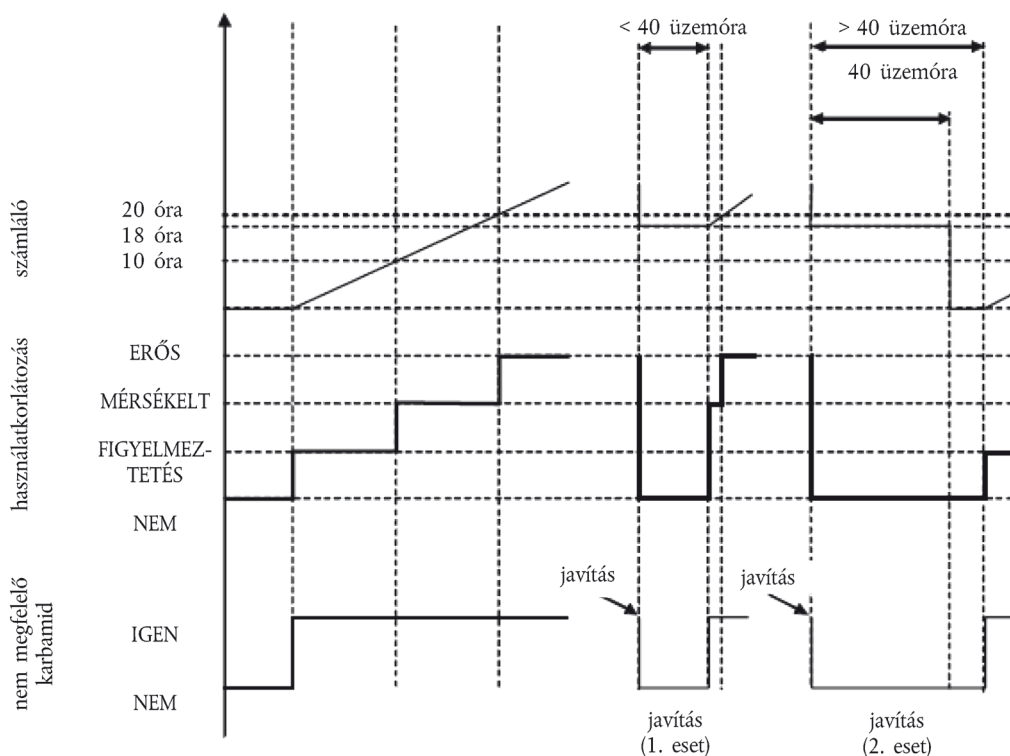 < 40 üzemóra
> 40 üzemóra
40 üzemóra
számláló
20 óra
18 óra
10 óra
használatkorlátozás
ERŐS
MÉRSÉKELT
FIGYELMEZ-
TETÉS
NEM
nem megfelelő
karbamid
IGEN
NEM
javítás
javítás
javítás
(1. eset)
javítás
(2. eset)